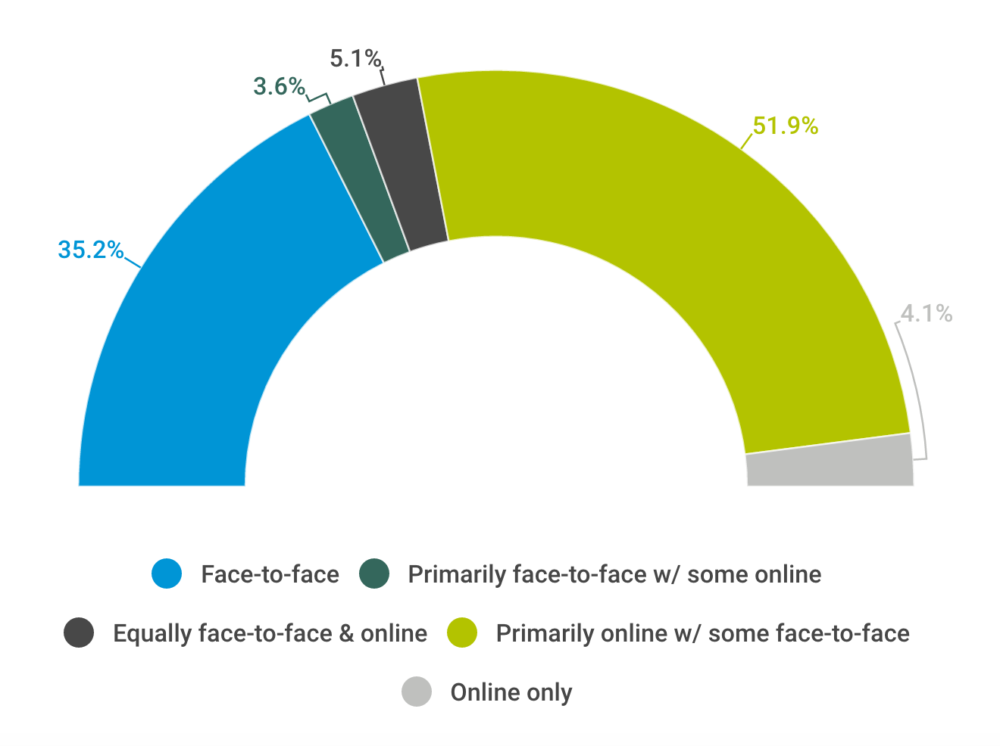 5.1%
3.6%
51.9%
35.2%
4.1%
Face-to-face
Primarily face-to-face w/ some online
Equally face-to-face & online
Primarily online w/ some face-to-face
Online only